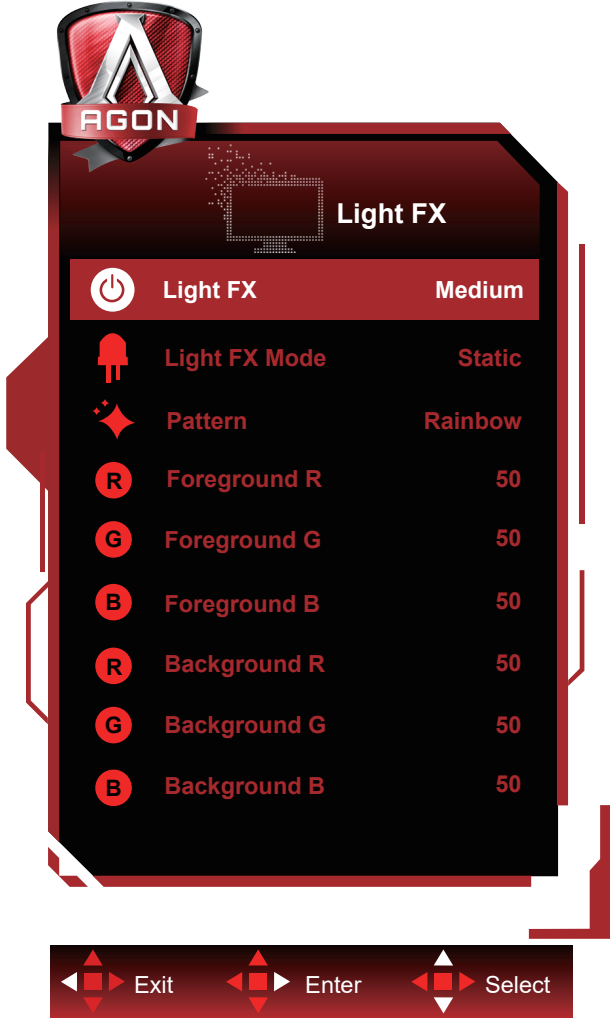 AGON
Light FX
Light FX Medium
Light FX Mode Static
Pattern Rainbow
R Foreground R 50
G Foreground G 50
B Foreground B 50
R Background R 50
G Background G 50
B Background B 50
Exit Enter Select